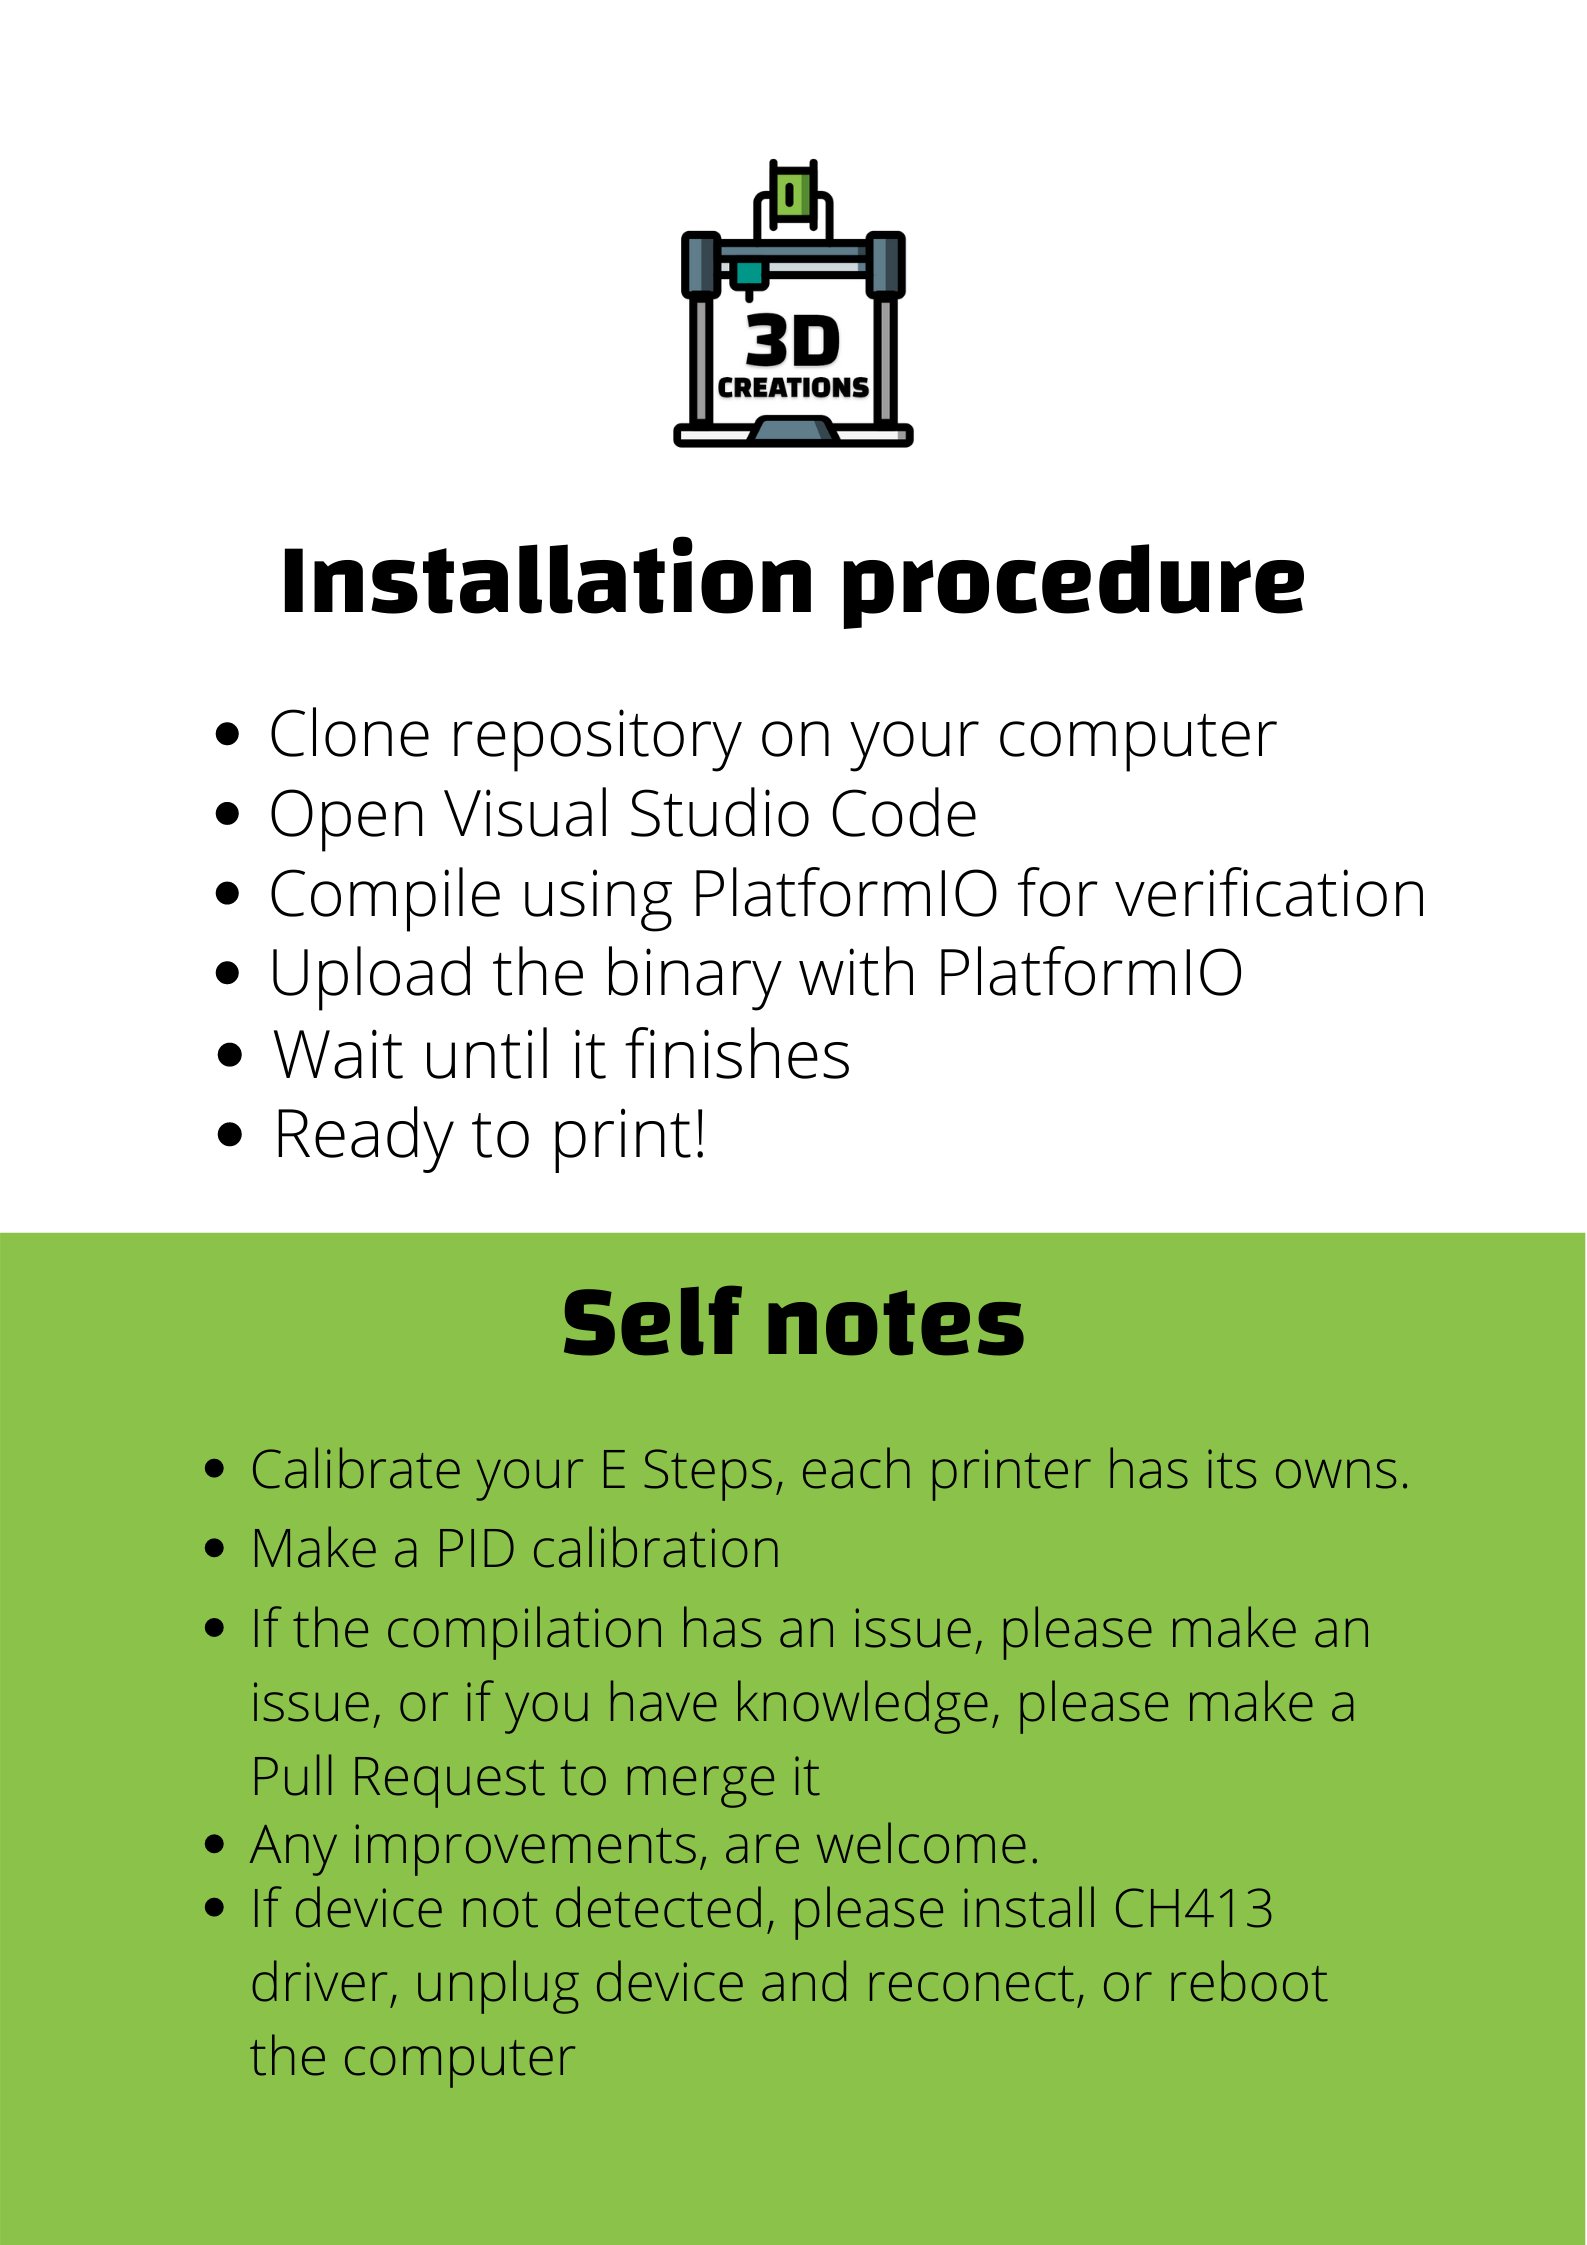 3D
CREATIONS
Installation procedure
• Clone repository on your computer
• Open Visual Studio Code
• Compile using PlatformIO for verification
• Upload the binary with PlatformIO
• Wait until it finishes
• Ready to print!
Self notes
• Calibrate your E Steps, each printer has its owns.
• Make a PID calibration
• If the compilation has an issue, please make an
issue, or if you have knowledge, please make a
Pull Request to merge it
• Any improvements, are welcome.
• If device not detected, please install CH413
driver, unplug device and reconect, or reboot
the computer